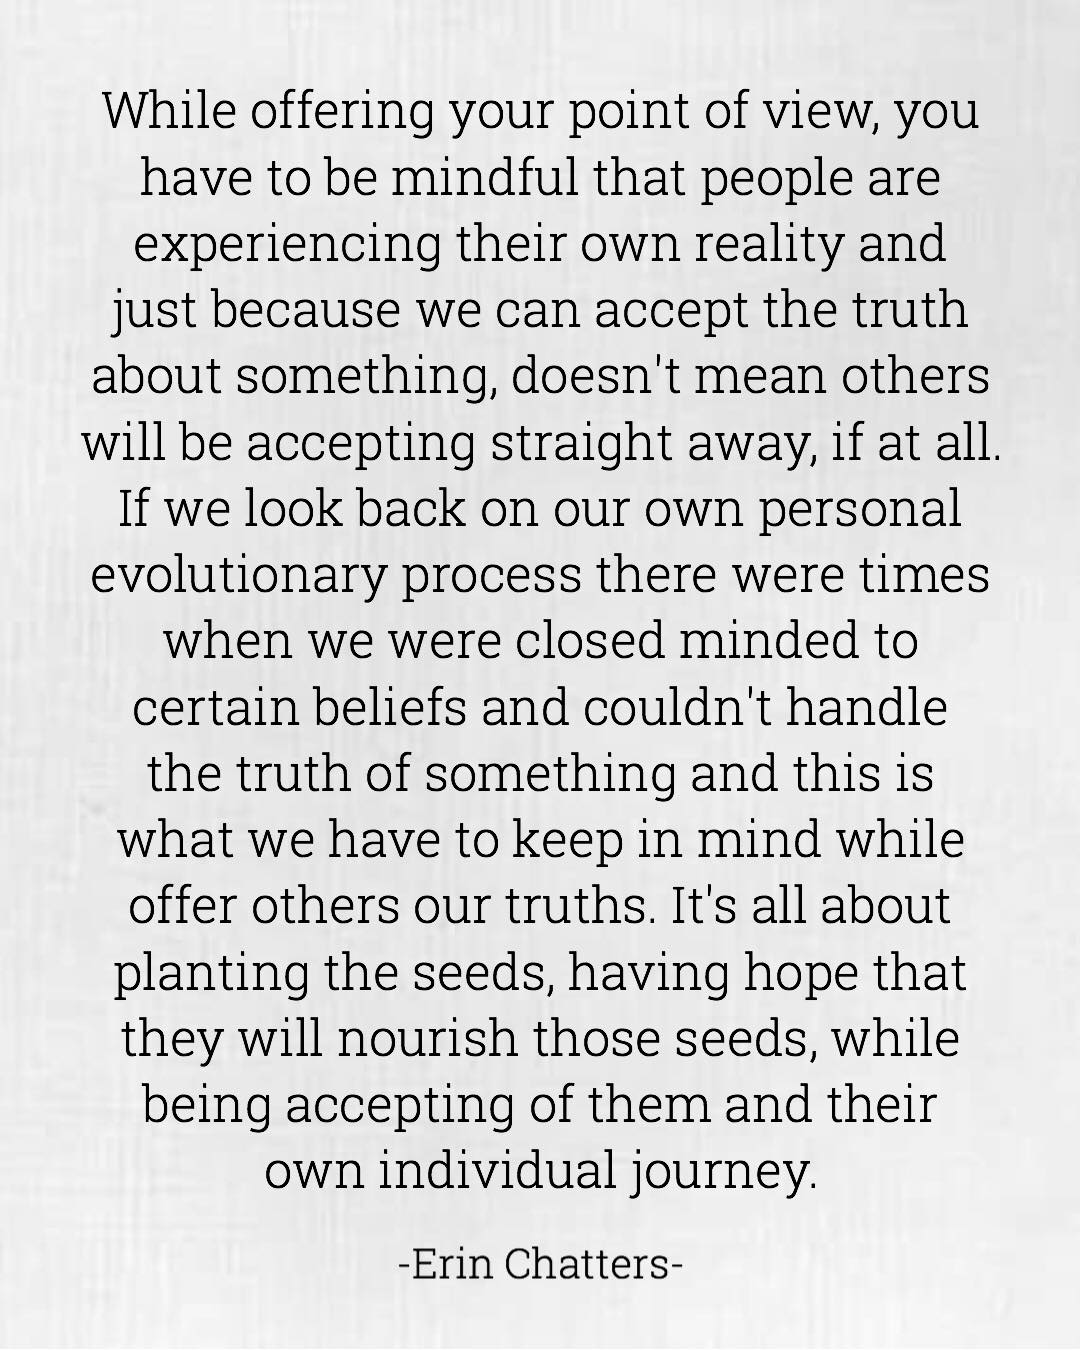 While offering your point of view, you
have to be mindful that people are
experiencing their own reality and
just because we can accept the truth
about something, doesn't mean others
will be accepting straight away, if at all.
If we look back on our own personal
evolutionary process there were times
when we were closed minded to
certain beliefs and couldn't handle
the truth of something and this is
what we have to keep in mind while
offer others our truths. It's all about
planting the seeds, having hope that
they will nourish those seeds, while
being accepting of them and their
own individual journey.
-Erin Chatters-